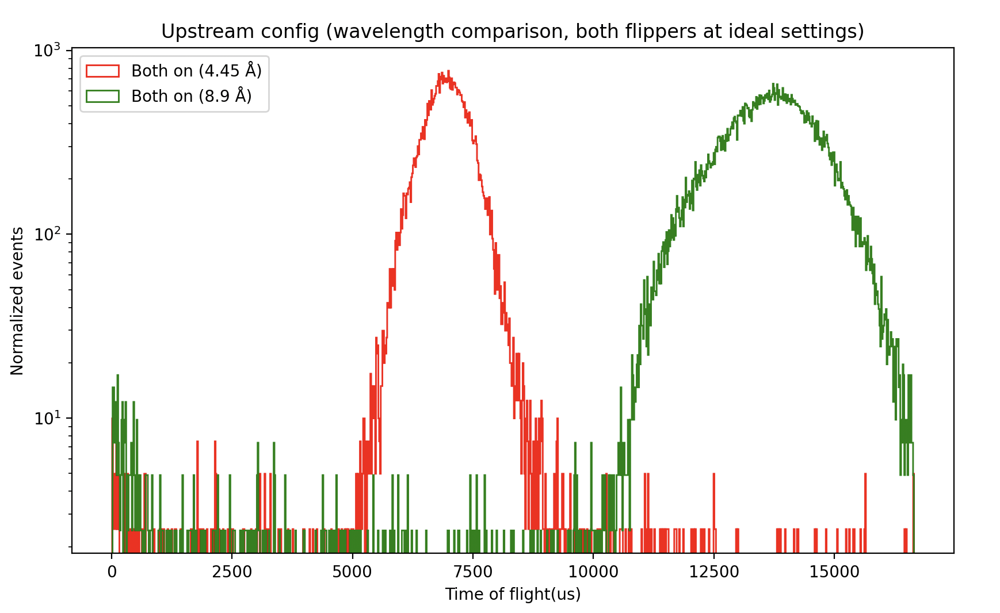 Upstream config (wavelength comparison, both flippers at ideal settings)
10³
Both on (4.45 Å)
Both on (8.9 Å)
10²
10¹
Normalized events
0 2500 5000 7500 10000 12500 15000
Time of flight(us)